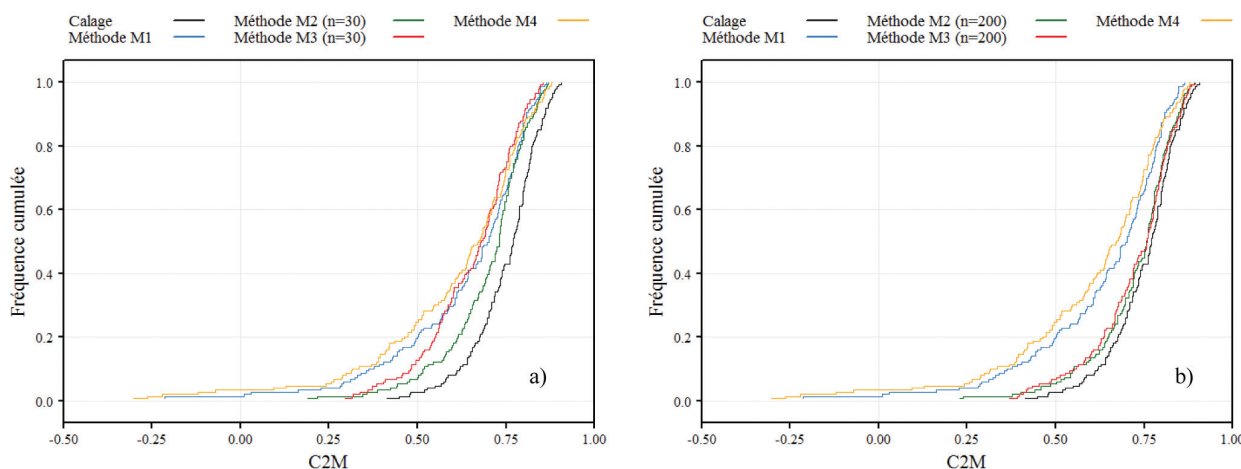 Calage Méthode M2 (n=30) Méthode M4
Méthode M1 Méthode M3 (n=30)
-0.50 -0.25 0.00 0.25 0.50 0.75 1.00
0.0
0.2
0.4
0.6
0.8
1.0
C2M
Fréquence cumulée
a)
Calage Méthode M2 (n=200) Méthode M4
Méthode M1 Méthode M3 (n=200)
-0.50 -0.25 0.00 0.25 0.50 0.75 1.00
0.0
0.2
0.4
0.6
0.8
1.0
C2M
Fréquence cumulée
b)